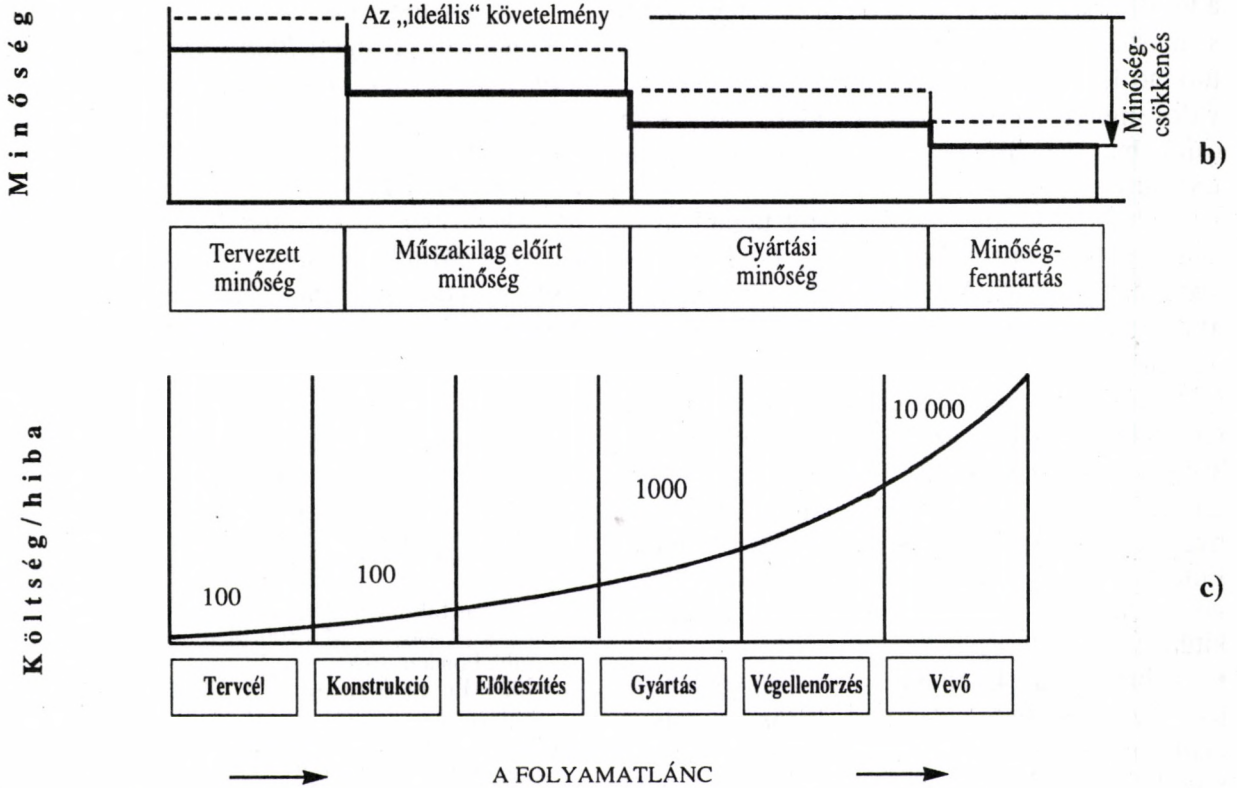 Minőség
Az „ideális“ követelmény
Minőség-
csökkenés
b)
Tervezett
minőség
Műszakilag előírt
minőség
Gyártási
minőség
Minőség-
fenntartás
Költség/hiba
100
100
1000
10 000
c)
Tervcél
Konstrukció
Előkészítés
Gyártás
Végellenőrzés
Vevő
A FOLYAMATLÁNC